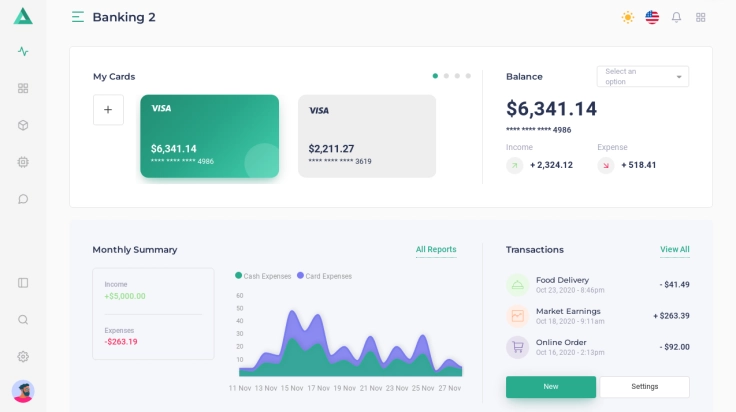 Banking 2
My Cards
Balance
Select an
option
+
VISA
$6,341.14
**** **** **** 4986
VISA
$2,211.27
**** **** **** 3619
$6,341.14
**** **** **** 4986
Income
Expense
+ 2,324.12
+ 518.41
Monthly Summary
All Reports
Income
+$5,000.00
Expenses
-$263.19
Cash Expenses
Card Expenses
60
50
40
30
20
10
11 Nov 13 Nov 15 Nov 17 Nov 19 Nov 21 Nov 23 Nov 25 Nov 27 Nov
Transactions
View All
Food Delivery
Oct 23, 2020 - 8:46pm
- $41.49
Market Earnings
Oct 18, 2020 - 9:11am
+ $263.39
Online Order
Oct 16, 2020 - 2:13pm
- $92.00
New
Settings